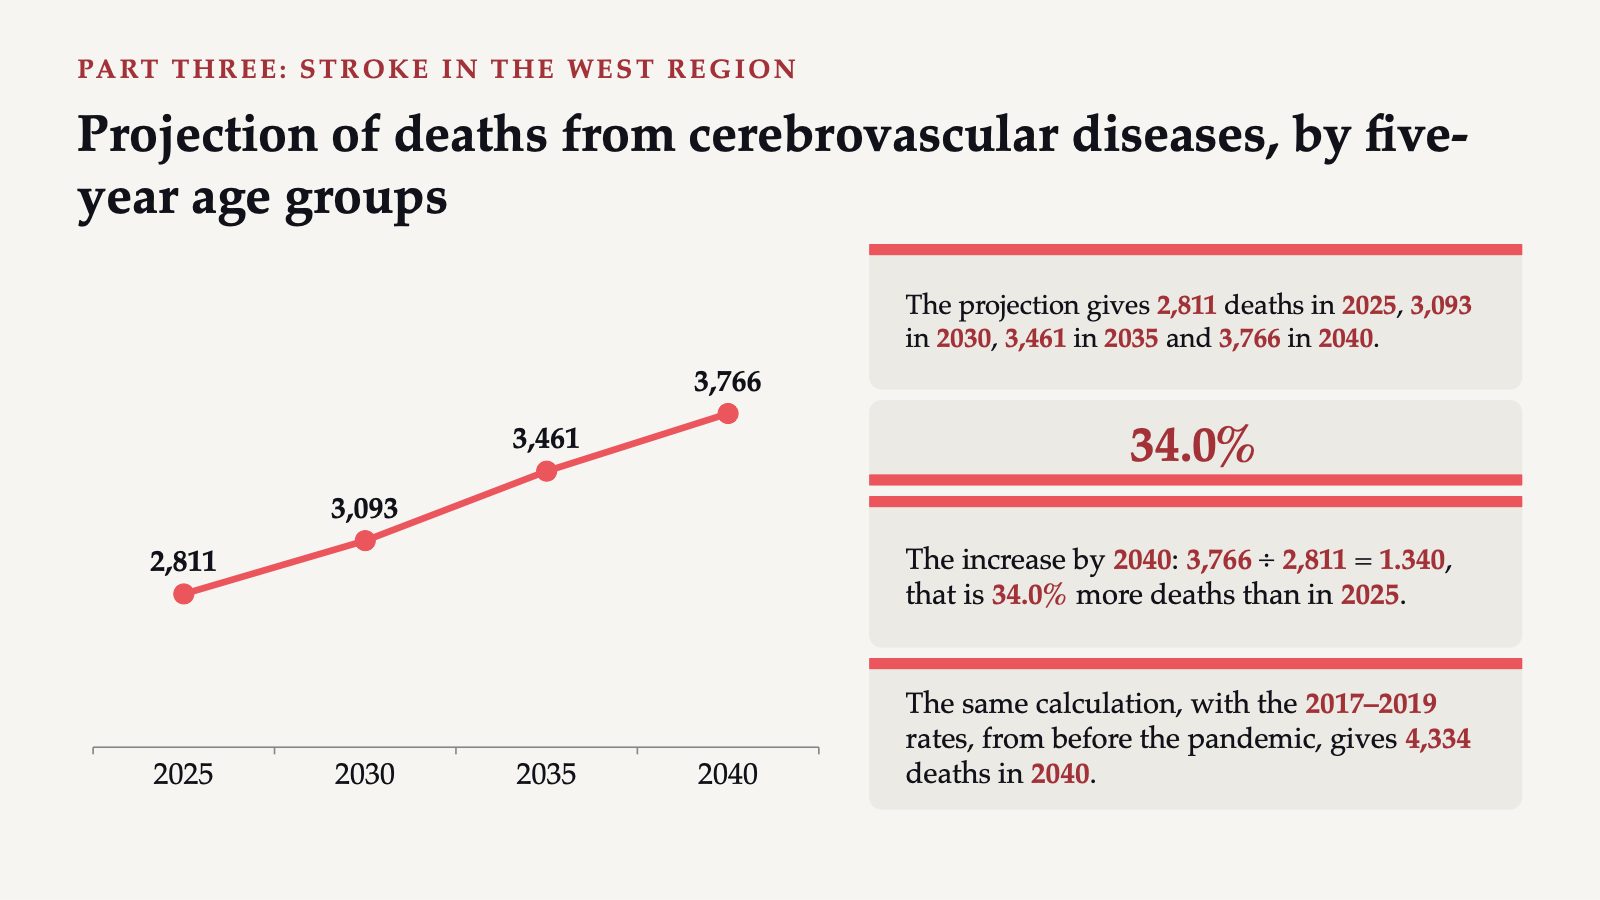 PART THREE: STROKE IN THE WEST REGION
Projection of deaths from cerebrovascular diseases, by five-
year age groups
3,766
3,461
3,093
2,811
2025 2030 2035 2040
The projection gives 2,811 deaths in 2025, 3,093
in 2030, 3,461 in 2035 and 3,766 in 2040.
34.0%
The increase by 2040: 3,766 ÷ 2,811 = 1.340,
that is 34.0% more deaths than in 2025.
The same calculation, with the 2017–2019
rates, from before the pandemic, gives 4,334
deaths in 2040.